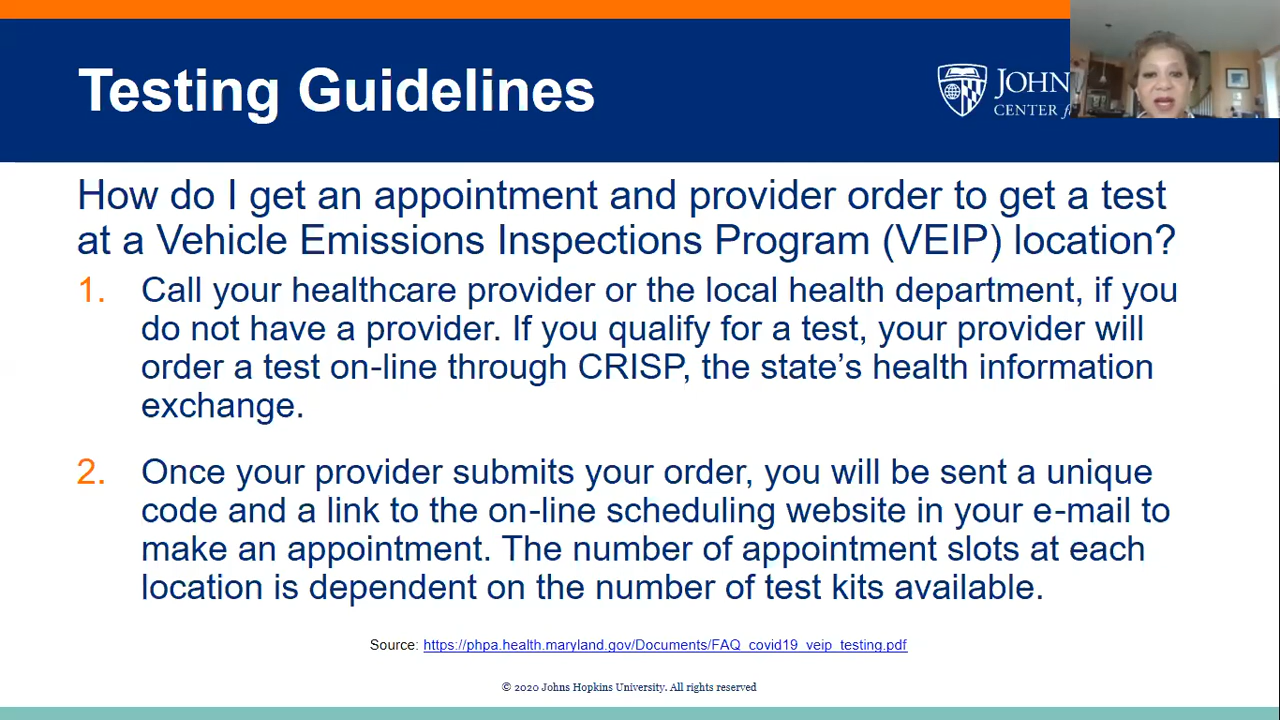 Testing Guidelines
JOHN
CENTER f
How do I get an appointment and provider order to get a test
at a Vehicle Emissions Inspections Program (VEIP) location?
1. Call your healthcare provider or the local health department, if you
do not have a provider. If you qualify for a test, your provider will
order a test on-line through CRISP, the state’s health information
exchange.
2. Once your provider submits your order, you will be sent a unique
code and a link to the on-line scheduling website in your e-mail to
make an appointment. The number of appointment slots at each
location is dependent on the number of test kits available.
Source: https://phpa.health.maryland.gov/Documents/FAQ_covid19_veip_testing.pdf
© 2020 Johns Hopkins University. All rights reserved